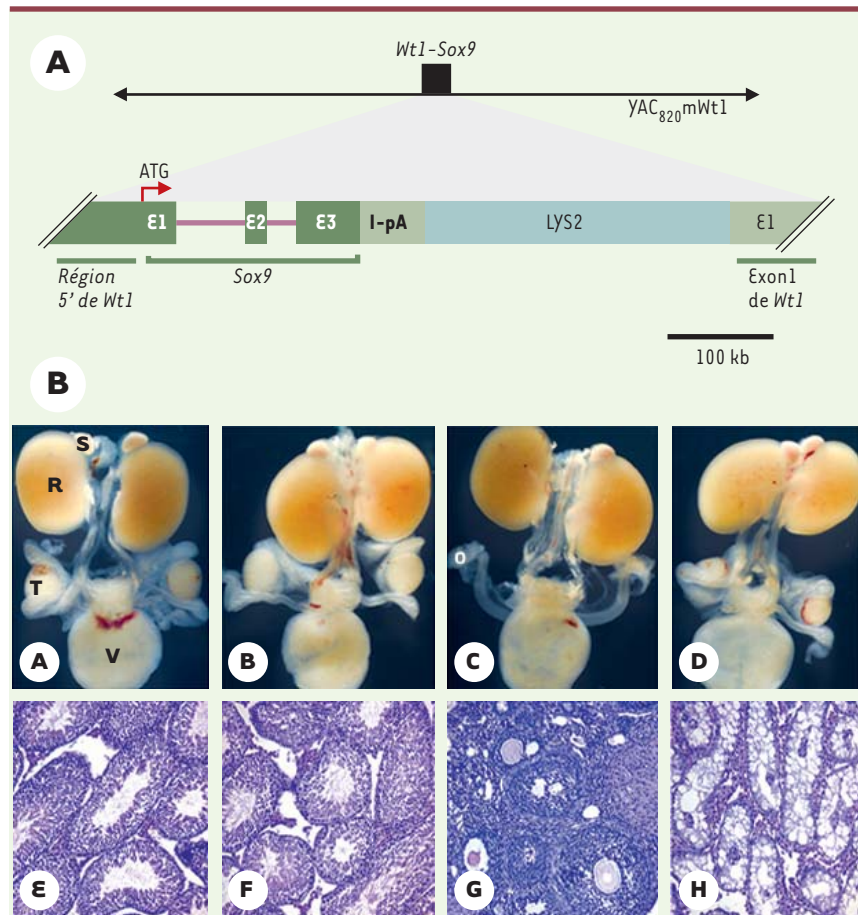 A
Wt1-Sox9
YAC820mWt1
ATG
E1 E2 E3 I-pA LYS2 E1
Région
5' de Wt1
Sox9
Exon1
de Wt1
100 kb
B
S
R
T
V
A
B
O
C
D
E
F
G
H